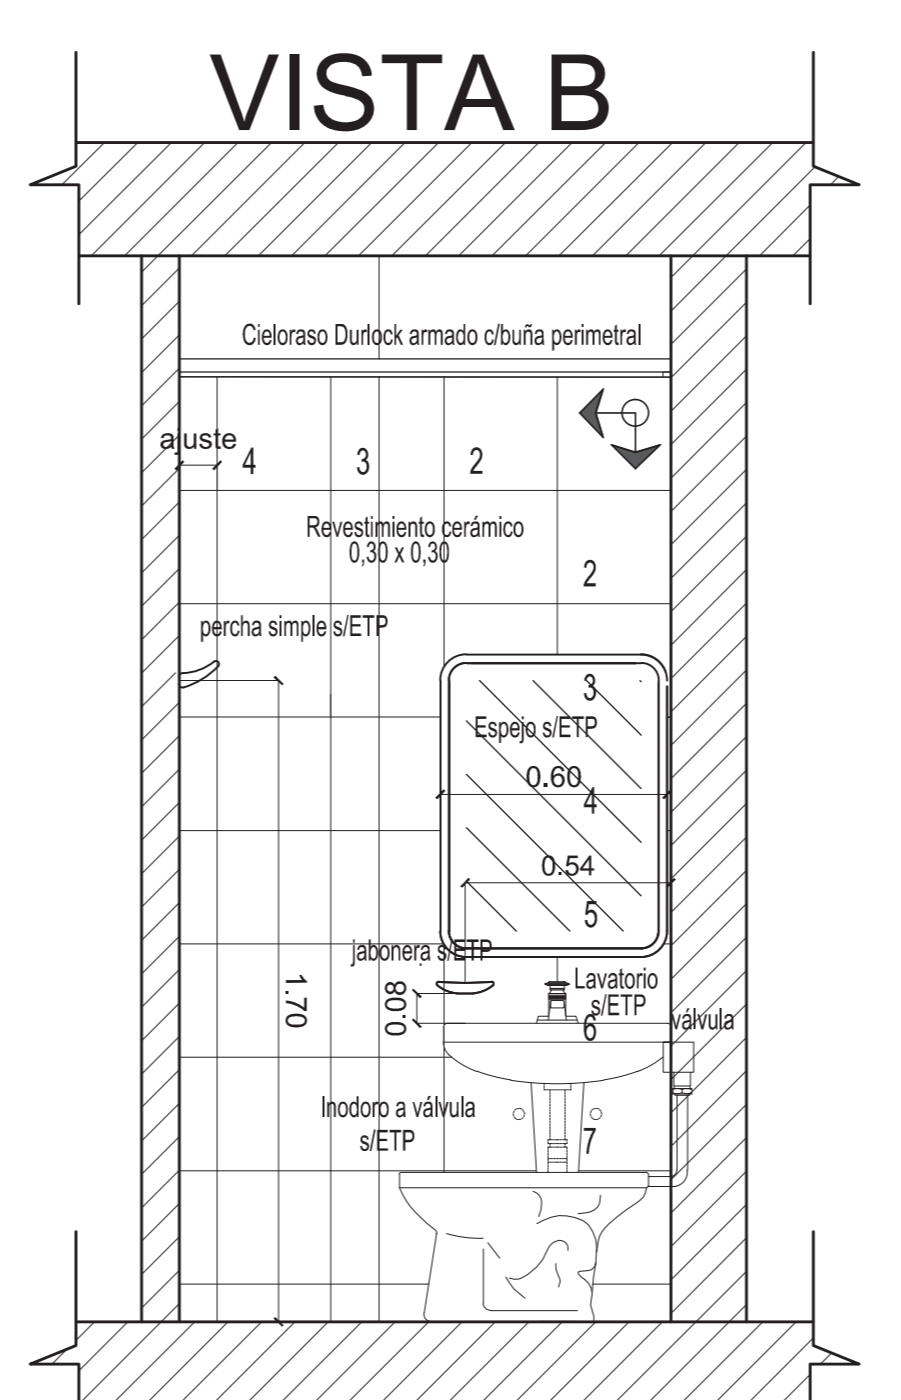 VISTA B
Cieloraso Durlock armado c/buña perimetral
ajuste
4 3 2
Revestimiento cerámico
0,30 x 0,30
2
percha simple s/ETP
3
Espejo s/ETP
0.60
4
0.54
5
jabonera s/ETP
1.70
0.08
Lavatorio
s/ETP
6
válvula
Inodoro a válvula
s/ETP
7